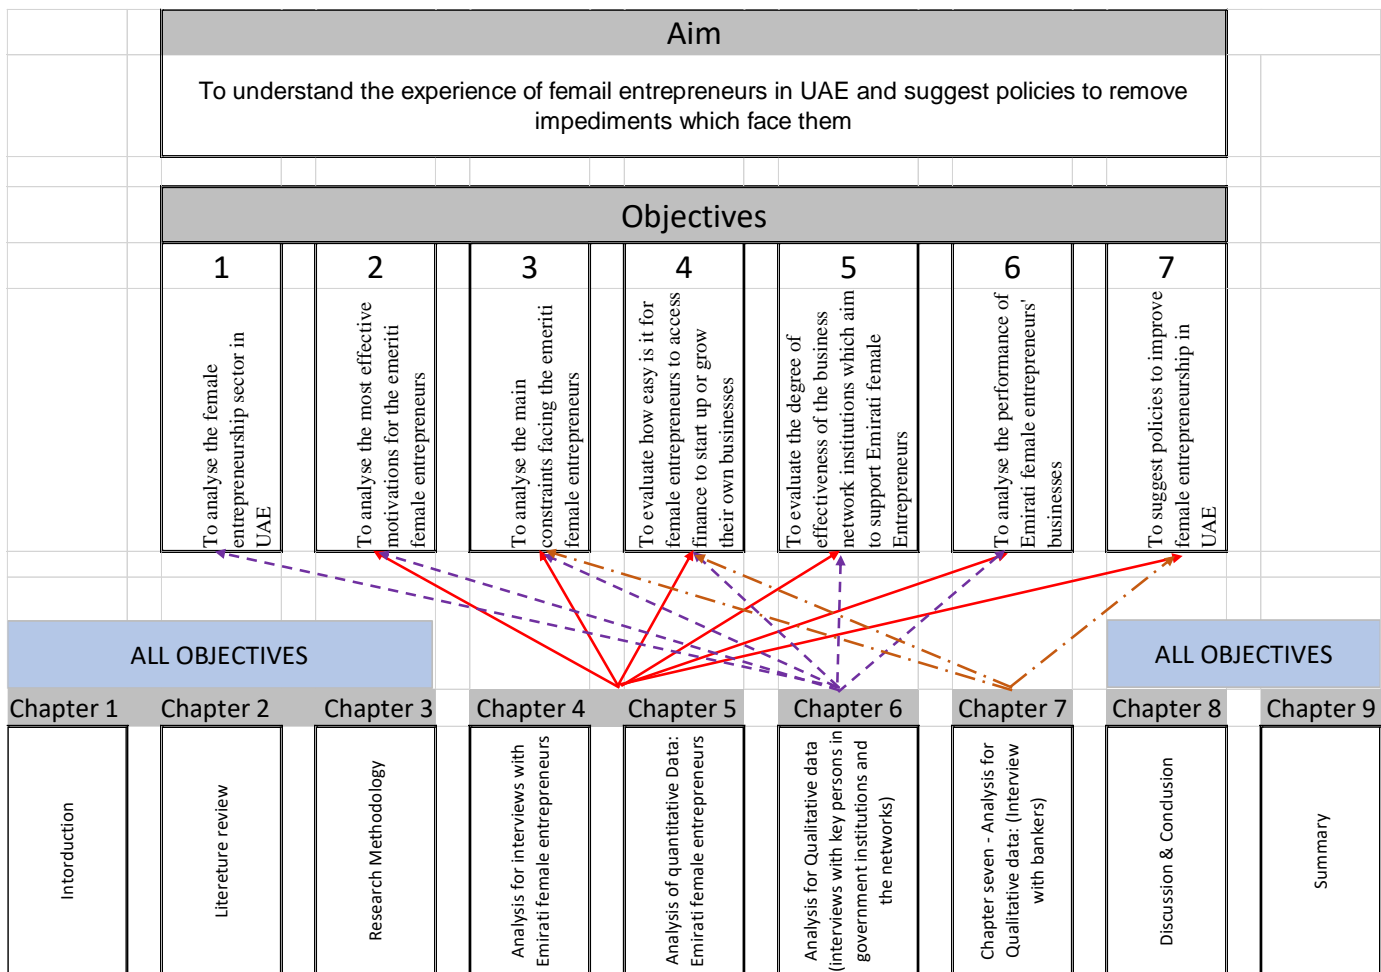 Aim
To understand the experience of femail entrepreneurs in UAE and suggest policies to remove
impediments which face them
Objectives
1
2
3
4
5
6
7
To analyse the female
entrepreneurship sector in
UAE
To analyse the most effective
motivations for the emeriti
female entrepreneurs
To analyse the main
constraints facing the emeriti
female entrepreneurs
To evaluate how easy is it for
female entrepreneurs to access
finance to start up or grow
their own businesses
To evaluate the degree of
effectiveness of the business
network institutions which aim
to support Emirati female
Entrepreneurs
To analyse the performance of
Emirati female entrepreneurs'
businesses
To suggest policies to improve
female entrepreneurship in
UAE
ALL OBJECTIVES
ALL OBJECTIVES
Chapter 1
Chapter 2
Chapter 3
Chapter 4
Chapter 5
Chapter 6
Chapter 7
Chapter 8
Chapter 9
Intorduction
Litereture review
Research Methodology
Analysis for interviews with
Emirati female entrepreneurs
Analysis of quantitative Data:
Emirati female entrepreneurs
Analysis for Qualitative data
(interviews with key persons in
government institutions and
the networks)
Chapter seven - Analysis for
Qualitative data: (Interview
with bankers)
Discussion & Conclusion
Summary